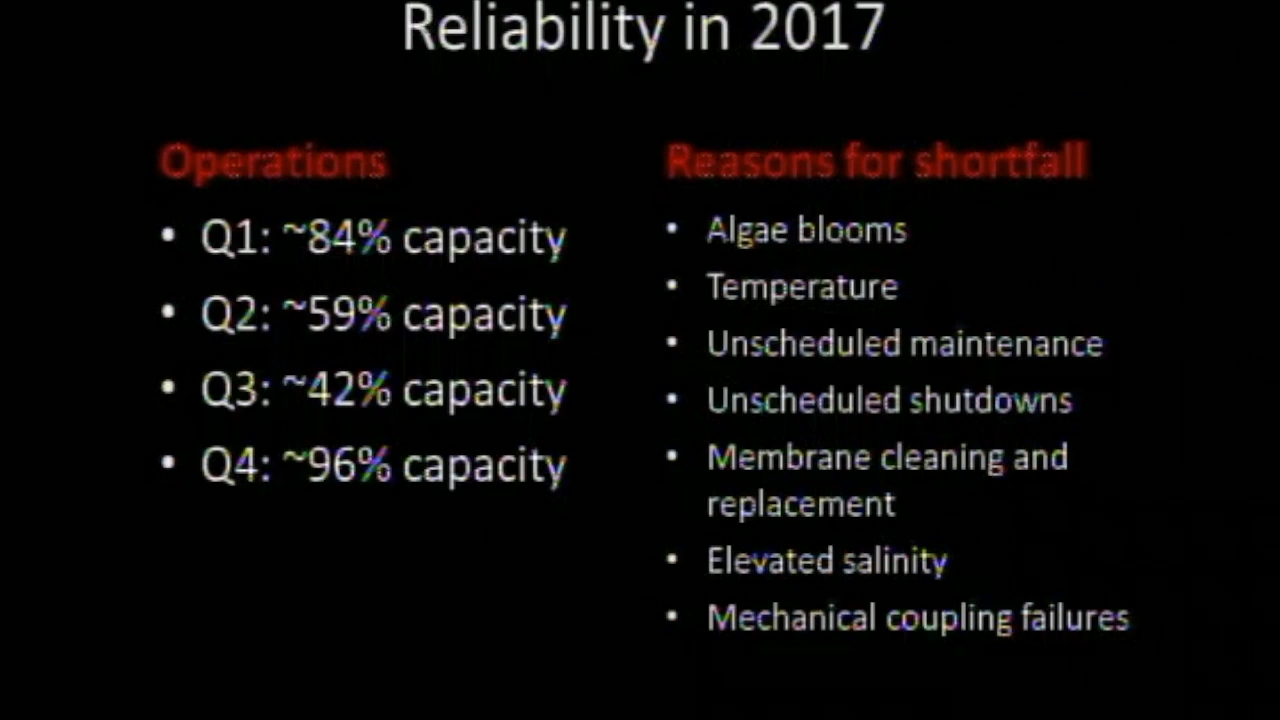 Reliability in 2017
Operations
• Q1: ~84% capacity
• Q2: ~59% capacity
• Q3: ~42% capacity
• Q4: ~96% capacity
Reasons for shortfall
• Algae blooms
• Temperature
• Unscheduled maintenance
• Unscheduled shutdowns
• Membrane cleaning and
replacement
• Elevated salinity
• Mechanical coupling failures